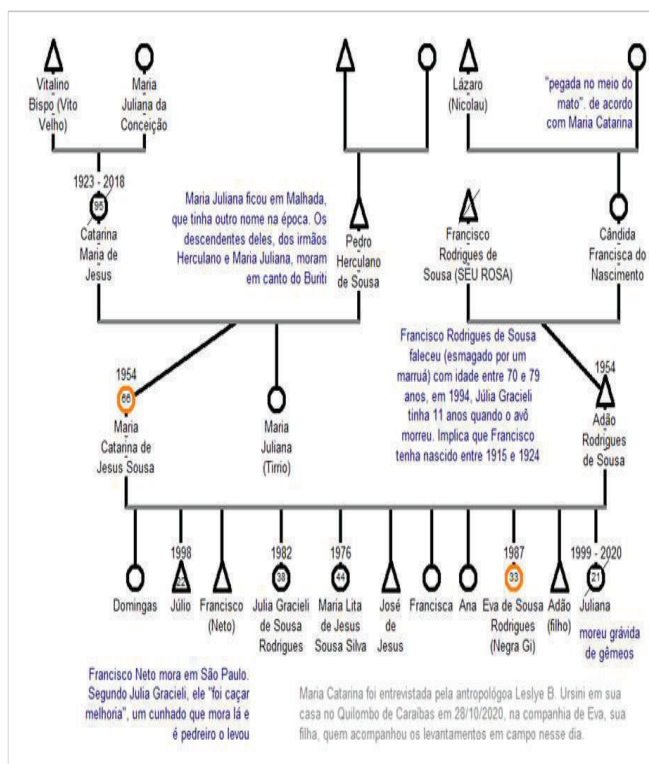 Vitalino
Bispo (Vito
Velho)
Maria
Juliana da
Conceição
Lázaro
(Nicolau)
"pegada no meio do
mato". de acordo
com Maria Catarina
1923 - 2018
95
Catarina
Maria de
Jesus
Maria Juliana ficou em Malhada,
que tinha outro nome na época. Os
descendentes deles, dos irmãos
Herculano e Maria Juliana, moram
em canto do Buriti
Pedro
Herculano
de Sousa
Francisco
Rodrigues de
Sousa (SEU ROSA)
Cândida
Francisca do
Nascimento
Francisco Rodrigues de Sousa
faleceu (esmagado por um
marruá) com idade entre 70 e 79
anos, em 1994, Júlia Gracieli
tinha 11 anos quando o avô
morreu. Implica que Francisco
tenha nascido entre 1915 e 1924
1954
66
Maria
Catarina de
Jesus Sousa
Maria
Juliana
(Tirrio)
1954
Adão
Rodrigues
de Sousa
Domingas
1998
22
Júlio
Francisco
(Neto)
1982
38
Julia Gracieli
de Sousa
Rodrigues
1976
44
Maria Lita
de Jesus
Sousa Silva
José
de
Jesus
Francisca
Ana
1987
33
Eva de Sousa
Rodrigues
(Negra Gi)
Adão
(filho)
1999 - 2020
21
Juliana
moreu grávida
de gêmeos
Francisco Neto mora em São Paulo.
Segundo Julia Gracieli, ele "foi caçar
melhoria", um cunhado que mora lá e
é pedreiro o levou
Maria Catarina foi entrevistada pela antropológoa Leslye B. Ursini em sua
casa no Quilombo de Caraíbas em 28/10/2020, na companhia de Eva, sua
filha, quem acompanhou os levantamentos em campo nesse dia.